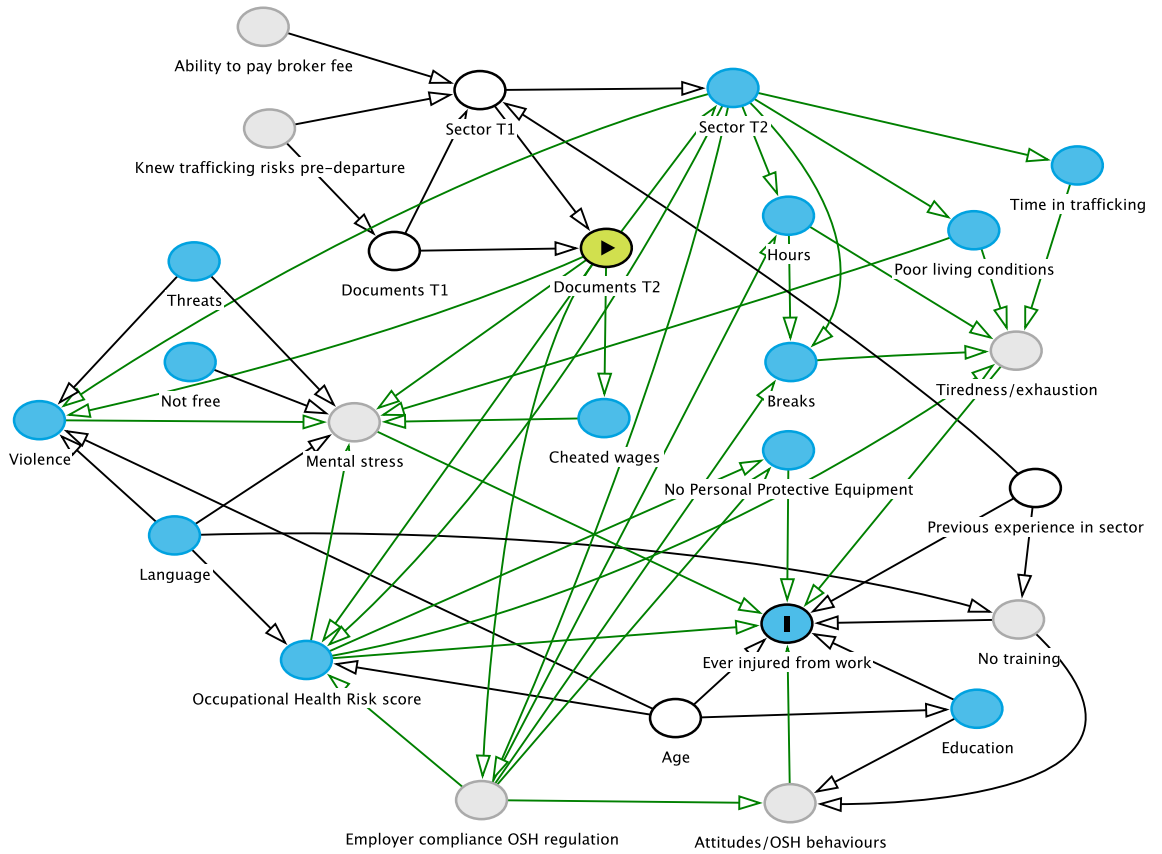 Ability to pay broker fee
Sector T1
Sector T2
Knew trafficking risks pre-departure
Time in trafficking
Hours
Poor living conditions
Documents T1
Documents T2
Threats
Tiredness/exhaustion
Not free
Breaks
Violence
Mental stress
Cheated wages
No Personal Protective Equipment
Previous experience in sector
Language
Ever injured from work
No training
Occupational Health Risk score
Age
Education
Employer compliance OSH regulation
Attitudes/OSH behaviours